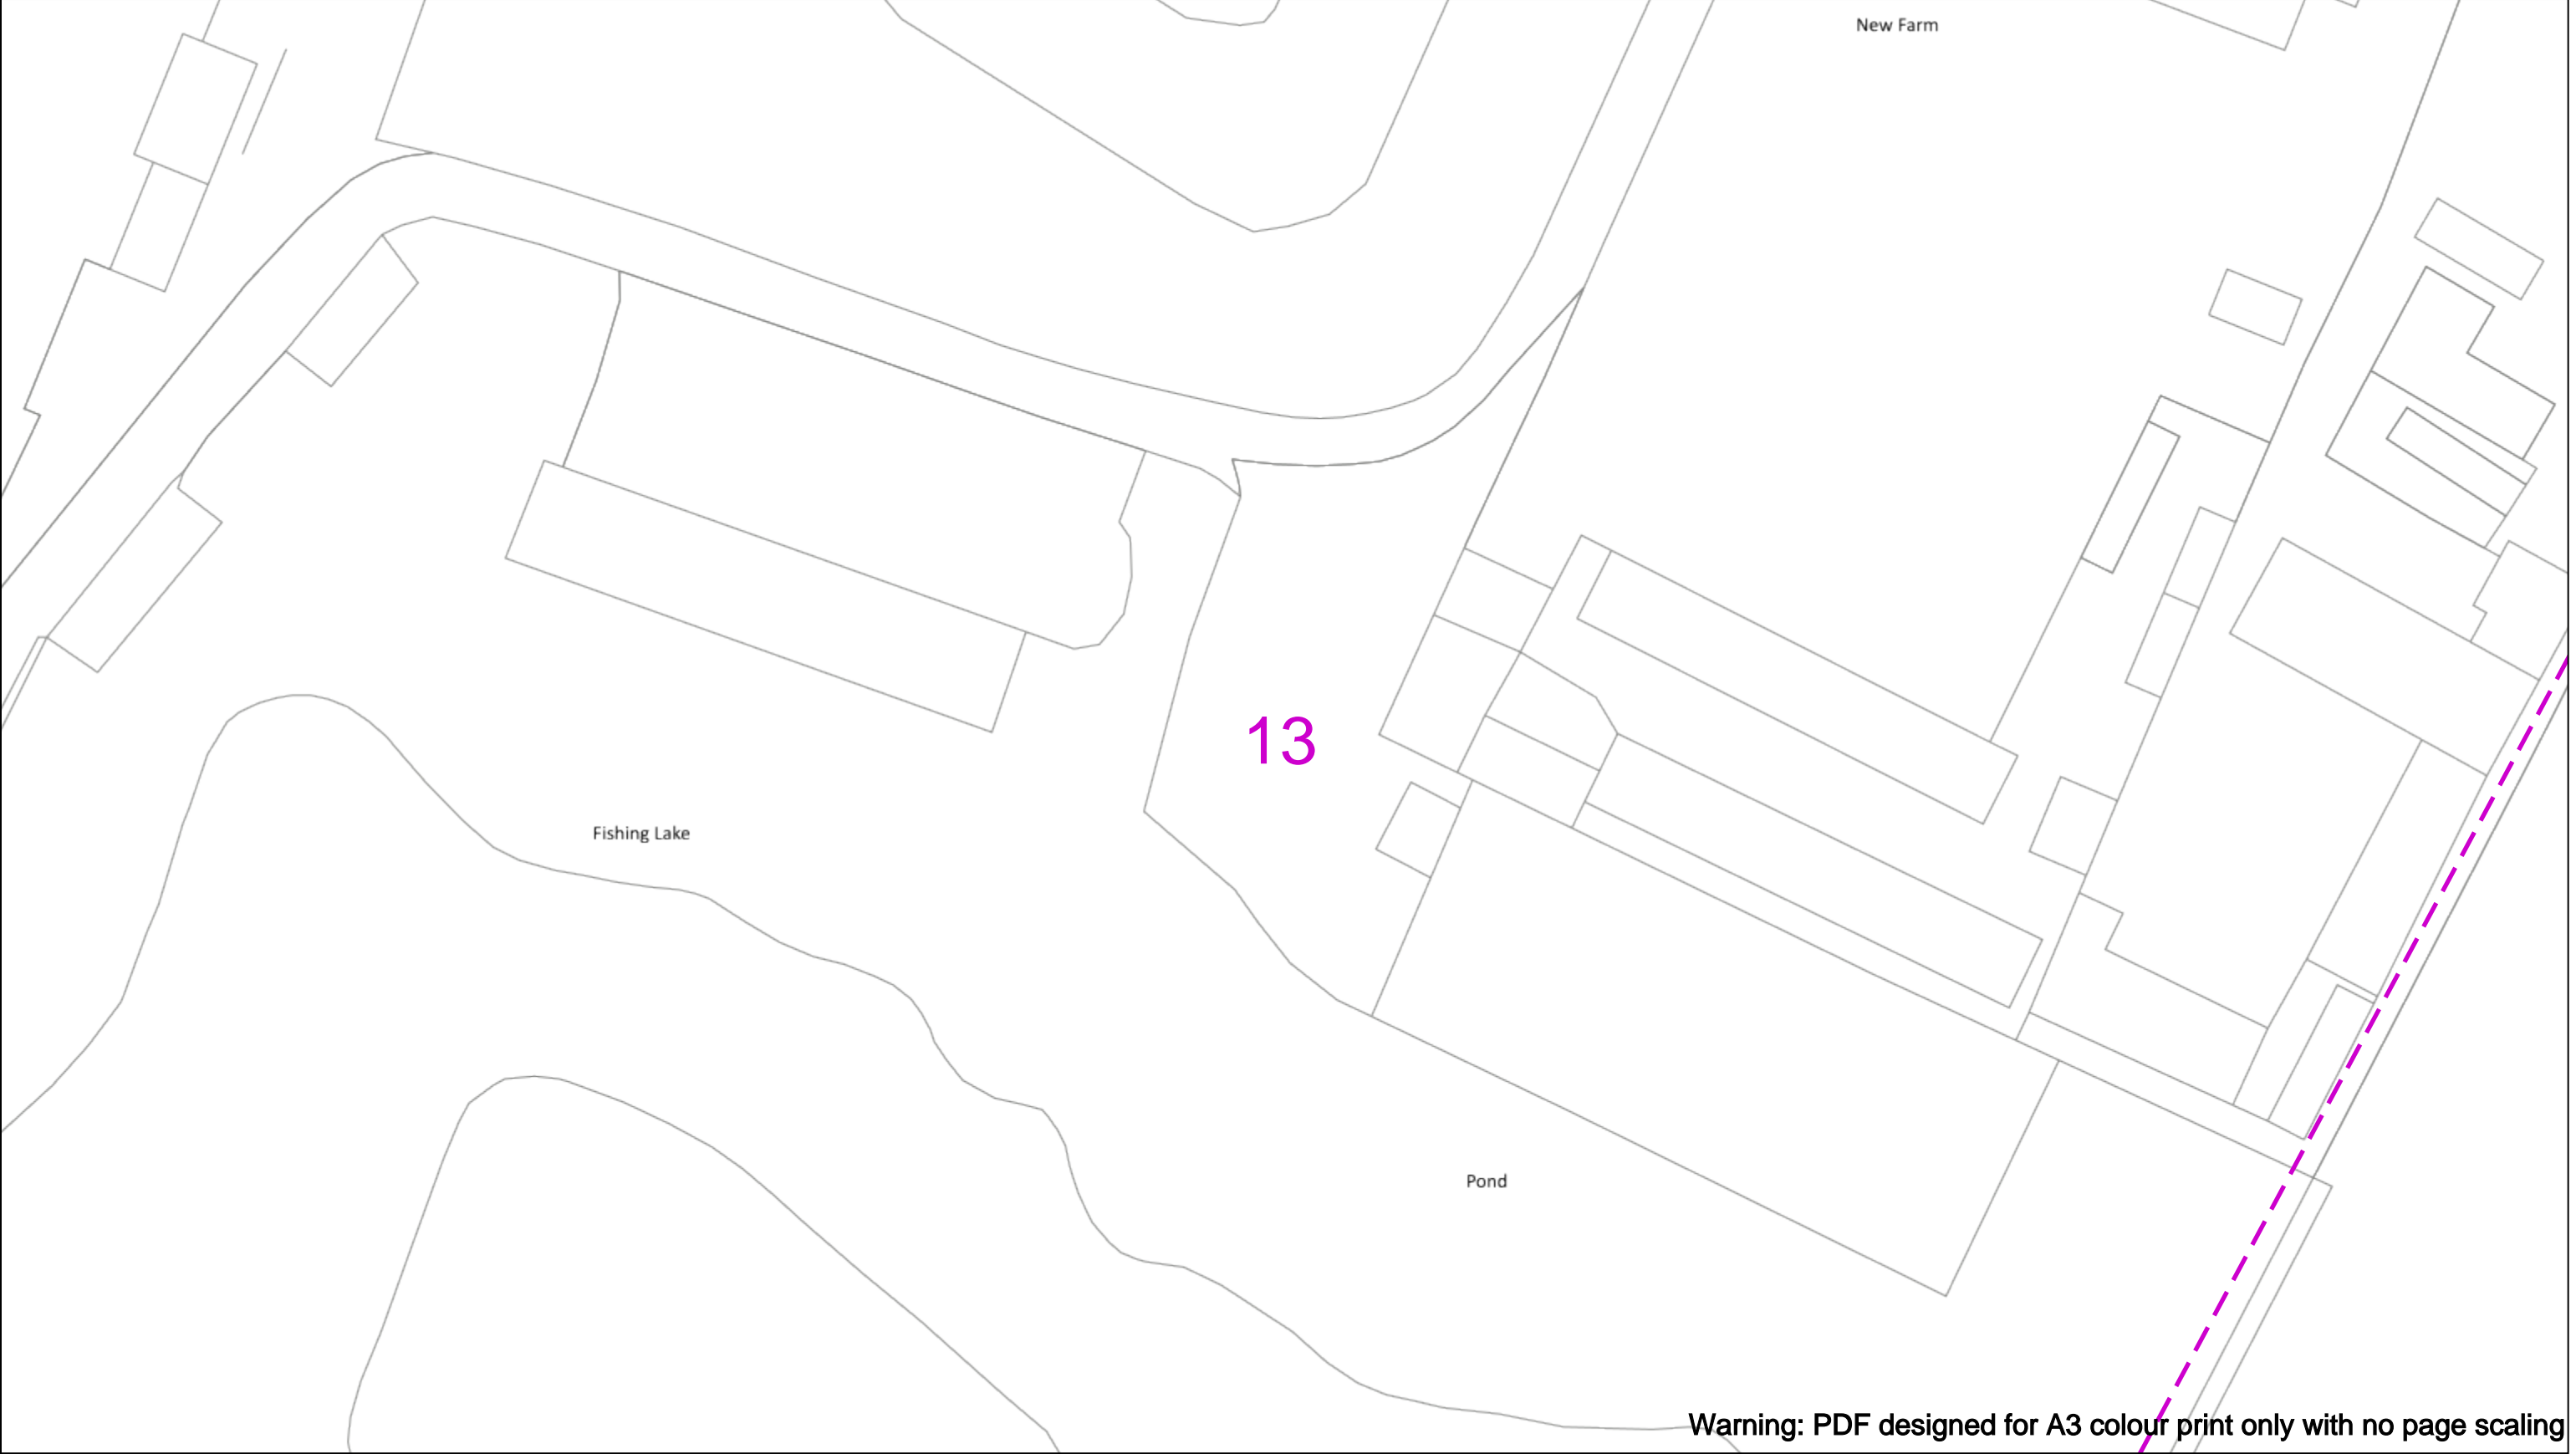 New Farm
13
Fishing Lake
Pond
Warning: PDF designed for A3 colour print only with no page scaling